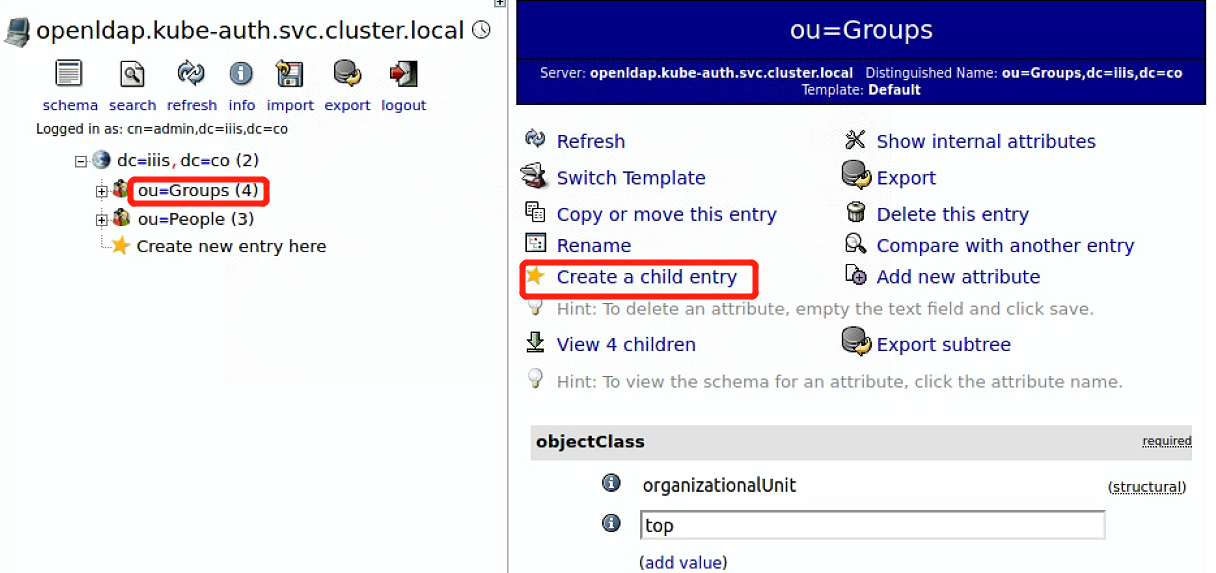 openldap.kube-auth.svc.cluster.local
schema search refresh info import export logout
Logged in as: cn=admin,dc=iiis,dc=co
dc=iiis,dc=co (2)
ou=Groups (4)
ou=People (3)
Create new entry here
ou=Groups
Server: openldap.kube-auth.svc.cluster.local Distinguished Name: ou=Groups,dc=iiis,dc=co
Template: Default
Refresh
Show internal attributes
Switch Template
Export
Copy or move this entry
Delete this entry
Rename
Compare with another entry
Create a child entry
Add new attribute
Hint: To delete an attribute, empty the text field and click save.
View 4 children
Export subtree
Hint: To view the schema for an attribute, click the attribute name.
objectClass
required
organizationalUnit
(structural)
top
(add value)